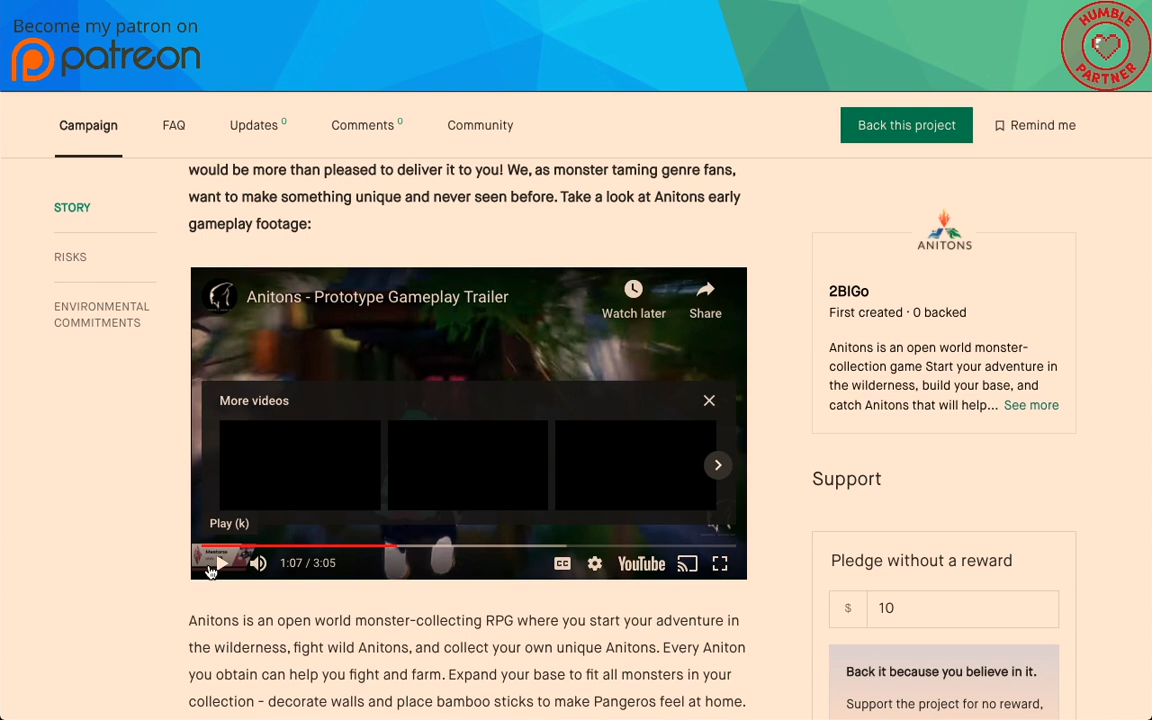 Become my patron on
patreon
HUMBLE
PARTNER
Campaign
FAQ
Updates 0
Comments 0
Community
Back this project
Remind me
STORY
RISKS
ENVIRONMENTAL
COMMITMENTS
would be more than pleased to deliver it to you! We, as monster taming genre fans,
want to make something unique and never seen before. Take a look at Anitons early
gameplay footage:
Anitons - Prototype Gameplay Trailer
Watch later
Share
More videos
Play (k)
1:07 / 3:05
CC
YouTube
Anitons is an open world monster-collecting RPG where you start your adventure in
the wilderness, fight wild Anitons, and collect your own unique Anitons. Every Aniton
you obtain can help you fight and farm. Expand your base to fit all monsters in your
collection - decorate walls and place bamboo sticks to make Pangeros feel at home.
ANITONS
2BIGo
First created · 0 backed
Anitons is an open world monster-
collection game Start your adventure in
the wilderness, build your base, and
catch Anitons that will help... See more
Support
Pledge without a reward
$ 10
Back it because you believe in it.
Support the project for no reward,